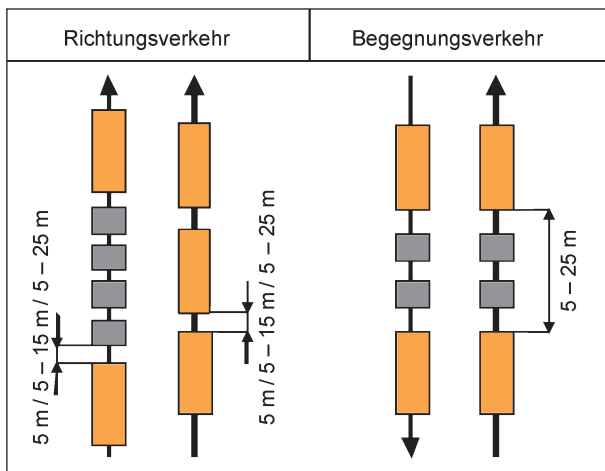 Richtungsverkehr
Begegnungsverkehr
5 m / 5 – 15 m / 5 – 25 m
5 m / 5 – 15 m / 5 – 25 m
5 – 25 m